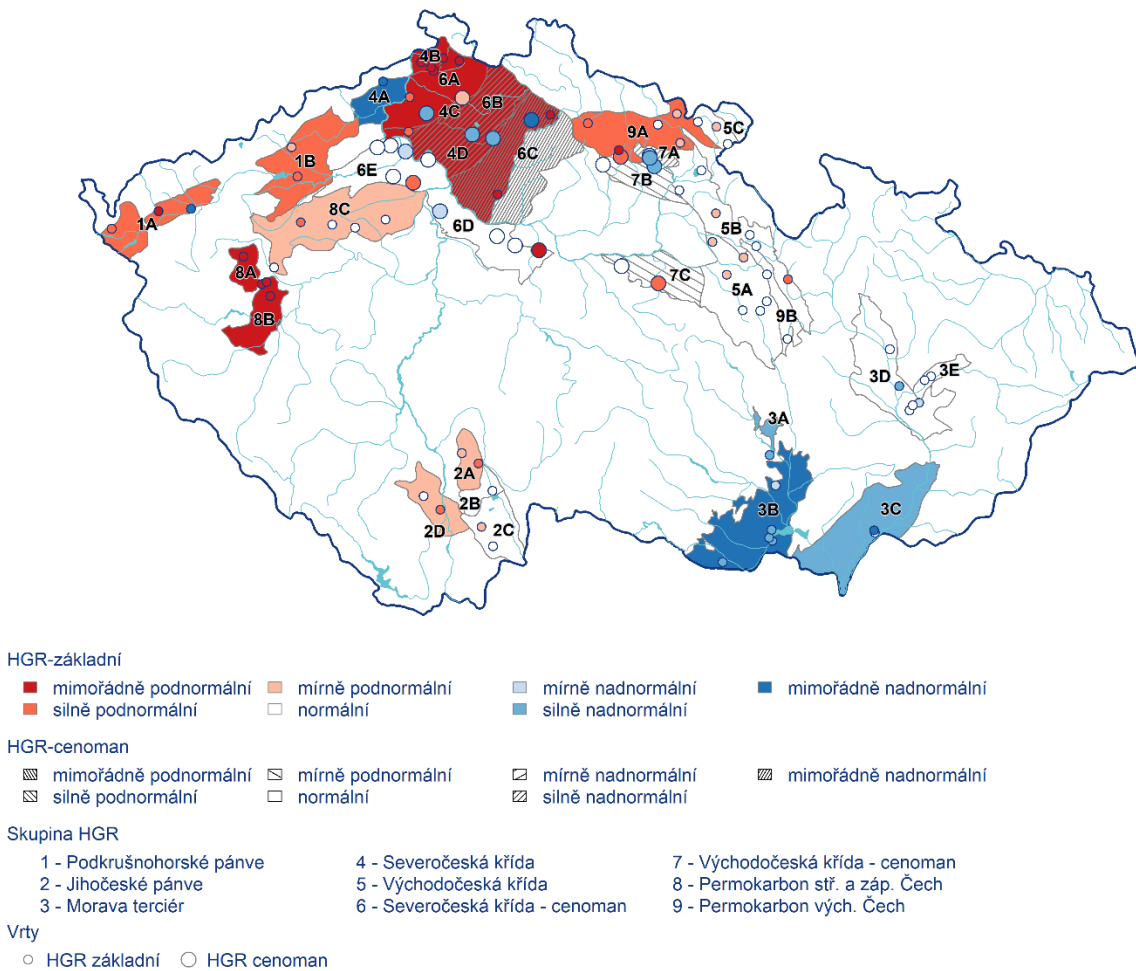 4B
6A
4A
6B
4C
5C
9A
6C
7A
4D
1B
6E
7B
8C
1A
6D
5B
8A
7C
5A
8B
9B
3D
3E
3A
2A
2B
3B
3C
2D
2C
HGR-základní
mimořádně podnormální mírně podnormální mírně nadnormální mimořádně nadnormální
silně podnormální normální silně nadnormální
HGR-cenoman
mimořádně podnormální mírně podnormální mírně nadnormální mimořádně nadnormální
silně podnormální normální silně nadnormální
Skupina HGR
1 - Podkrušnohorské pánve 4 - Severočeská křída 7 - Východočeská křída - cenoman
2 - Jihočeské pánve 5 - Východočeská křída 8 - Permokarbon stř. a záp. Čech
3 - Morava terciér 6 - Severočeská křída - cenoman 9 - Permokarbon vých. Čech
Vrty
HGR základní HGR cenoman